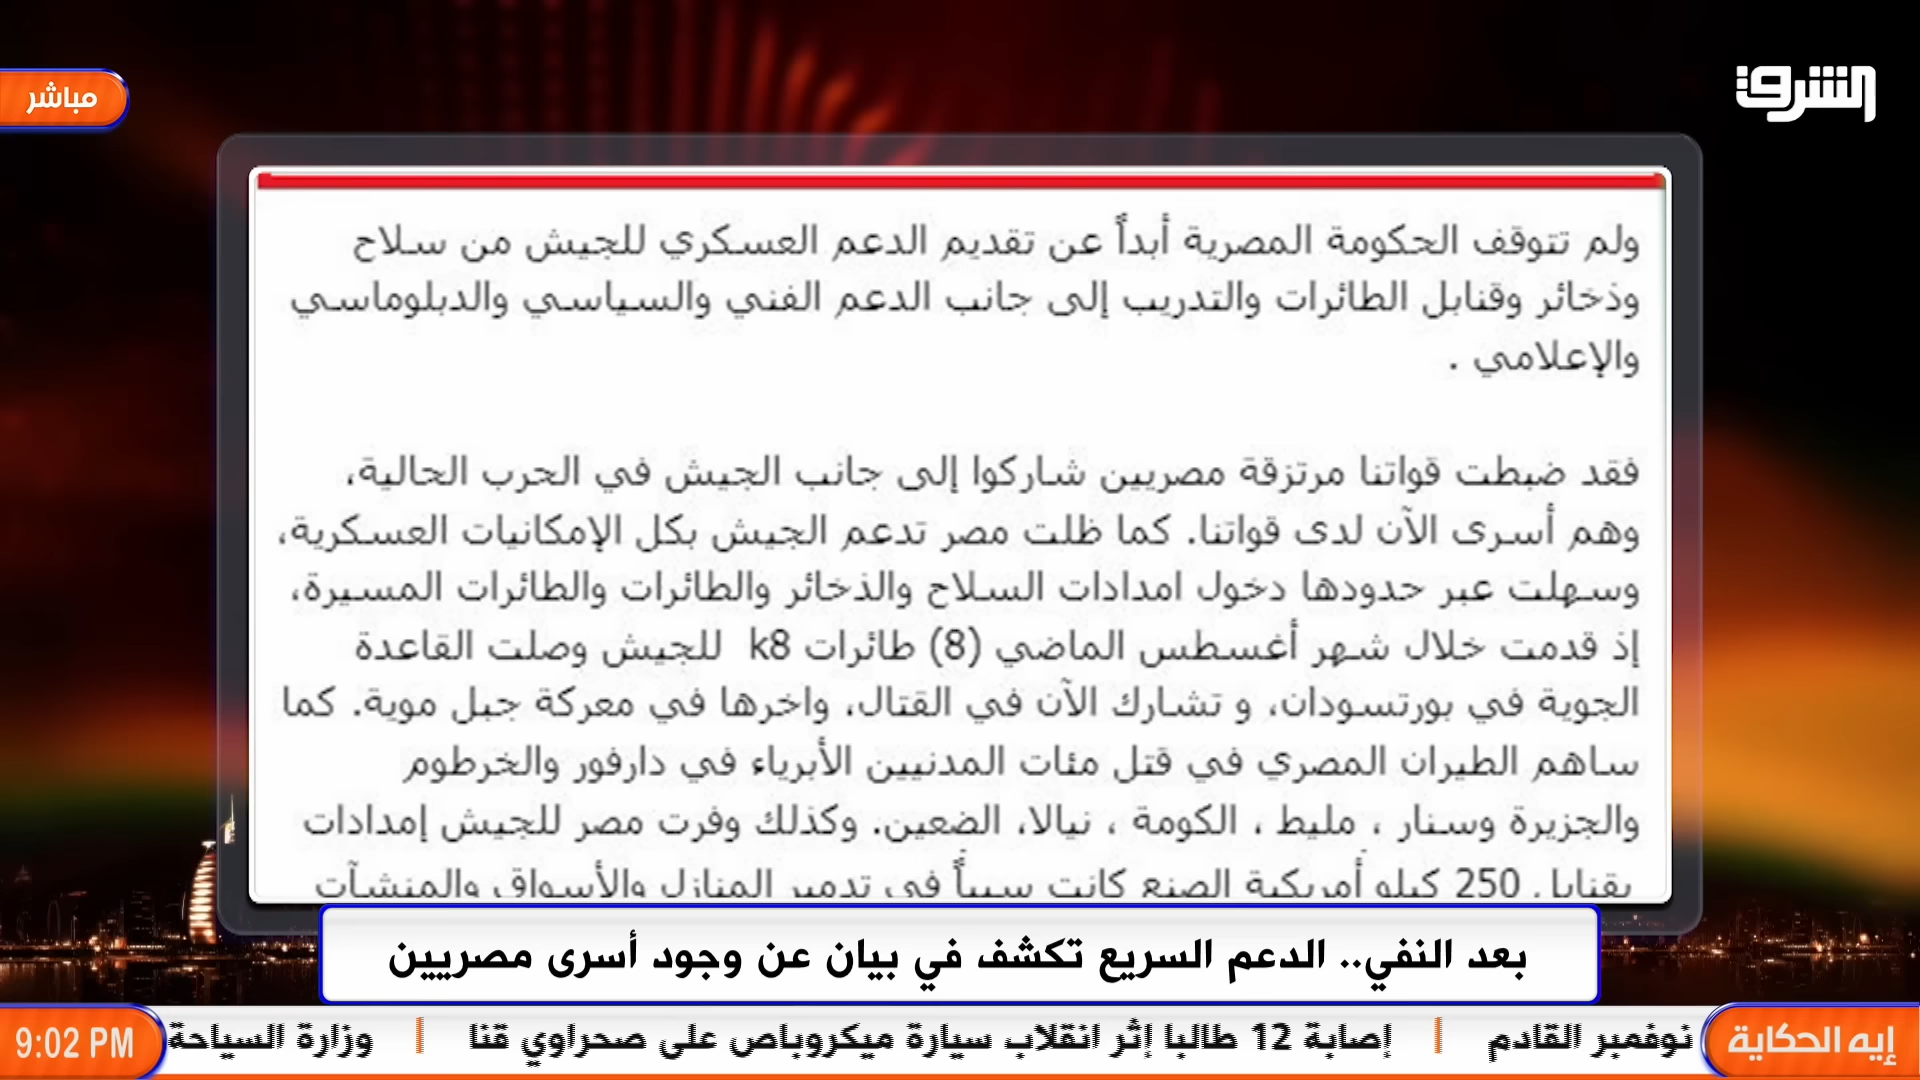 الشرق
مباشر
ولم تتوقف الحكومة المصرية أبداً عن تقديم الدعم العسكري للجيش من سلاح
وذخائر وقنابل الطائرات والتدريب إلى جانب الدعم الفني والسياسي والدبلوماسي
والإعلامي .
فقد ضبطت قواتنا مرتزقة مصريين شاركوا إلى جانب الجيش في الحرب الحالية،
وهم أسرى الآن لدى قواتنا. كما ظلت مصر تدعم الجيش بكل الإمكانيات العسكرية،
وسهلت عبر حدودها دخول امدادات السلاح والذخائر والطائرات والطائرات المسيرة،
إذ قدمت خلال شهر أغسطس الماضي (8) طائرات k8 للجيش وصلت القاعدة
الجوية في بورتسودان، و تشارك الآن في القتال، واخرها في معركة جبل موية. كما
ساهم الطيران المصري في قتل مئات المدنيين الأبرياء في دارفور والخرطوم
والجزيرة وسنار ، مليط ، الكومة ، نيالا، الضعين. وكذلك وفرت مصر للجيش إمدادات
بقنابل 250 كيلو أمريكية الصنع كانت سبباً في تدمير المنازل والأسواق والمنشآت
بعد النفي.. الدعم السريع تكشف في بيان عن وجود أسرى مصريين
إيه الحكاية
نوفمبر القادم | إصابة 12 طالبا إثر انقلاب سيارة ميكروباص على صحراوي قنا | وزارة السياحة
9:02 PM